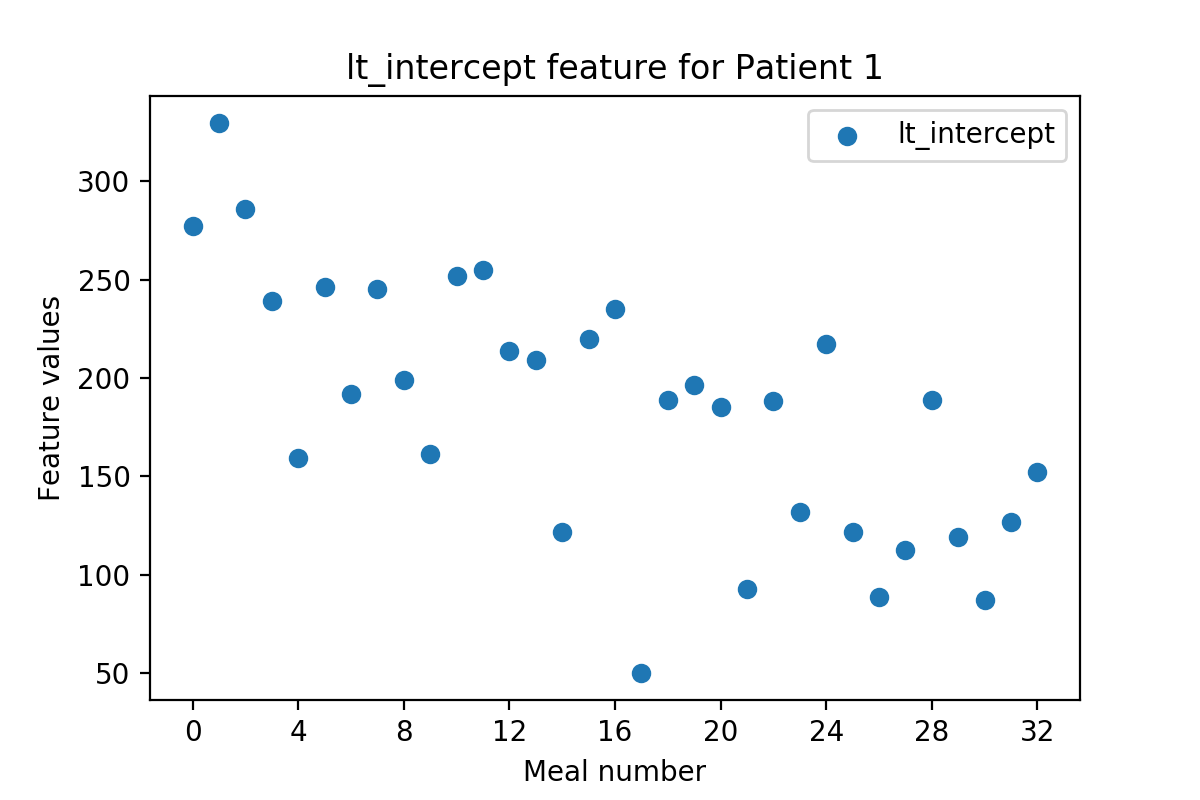 lt_intercept feature for Patient 1
lt_intercept
Feature values
300
250
200
150
100
50
0 4 8 12 16 20 24 28 32
Meal number